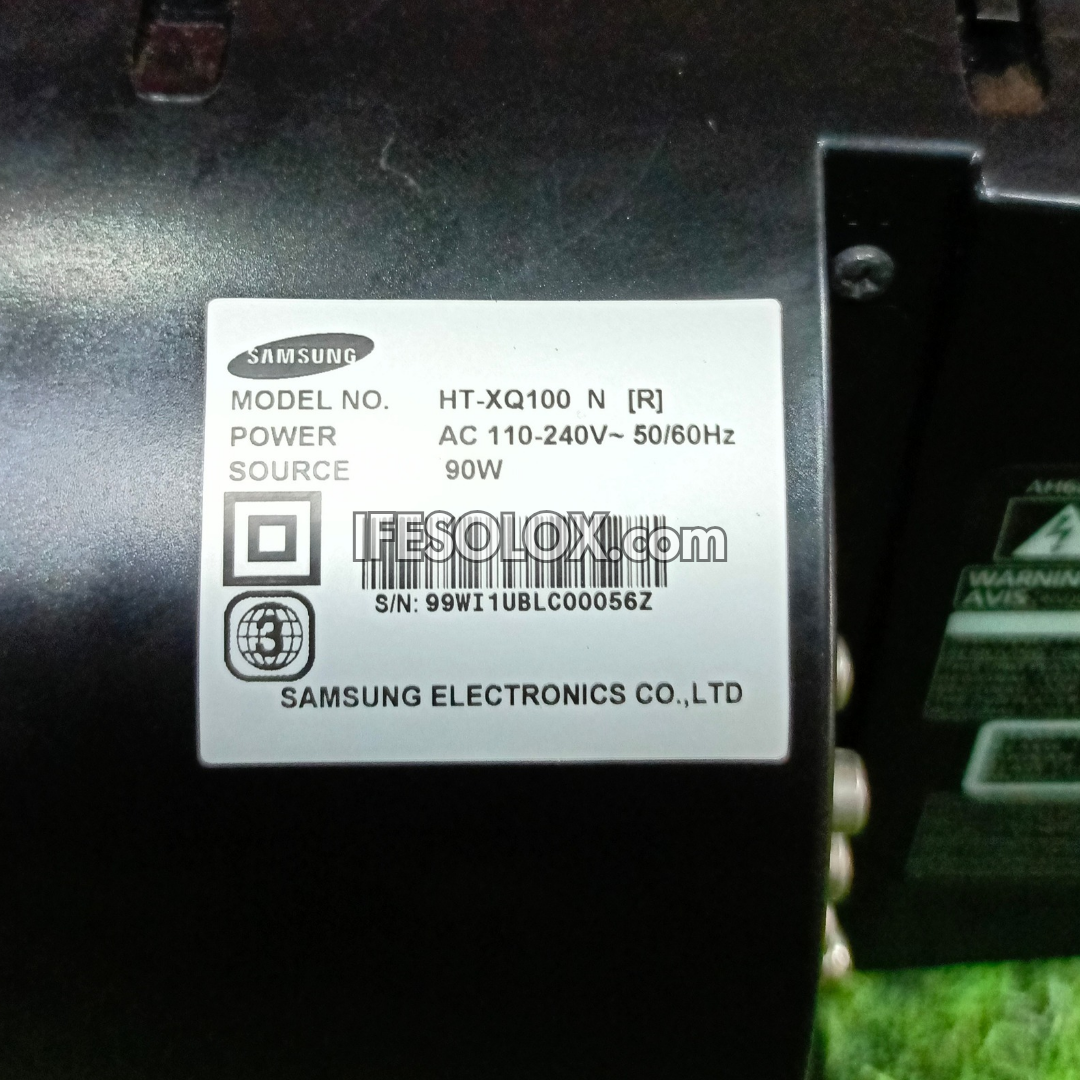 SAMSUNG
MODEL NO. HT-XQ100 N [R]
POWER AC 110-240V~ 50/60Hz
SOURCE 90W
IFESOLOX.com
S/N: 99WI1UBLC00056Z
3
SAMSUNG ELECTRONICS CO.,LTD
WARNING
AVIS